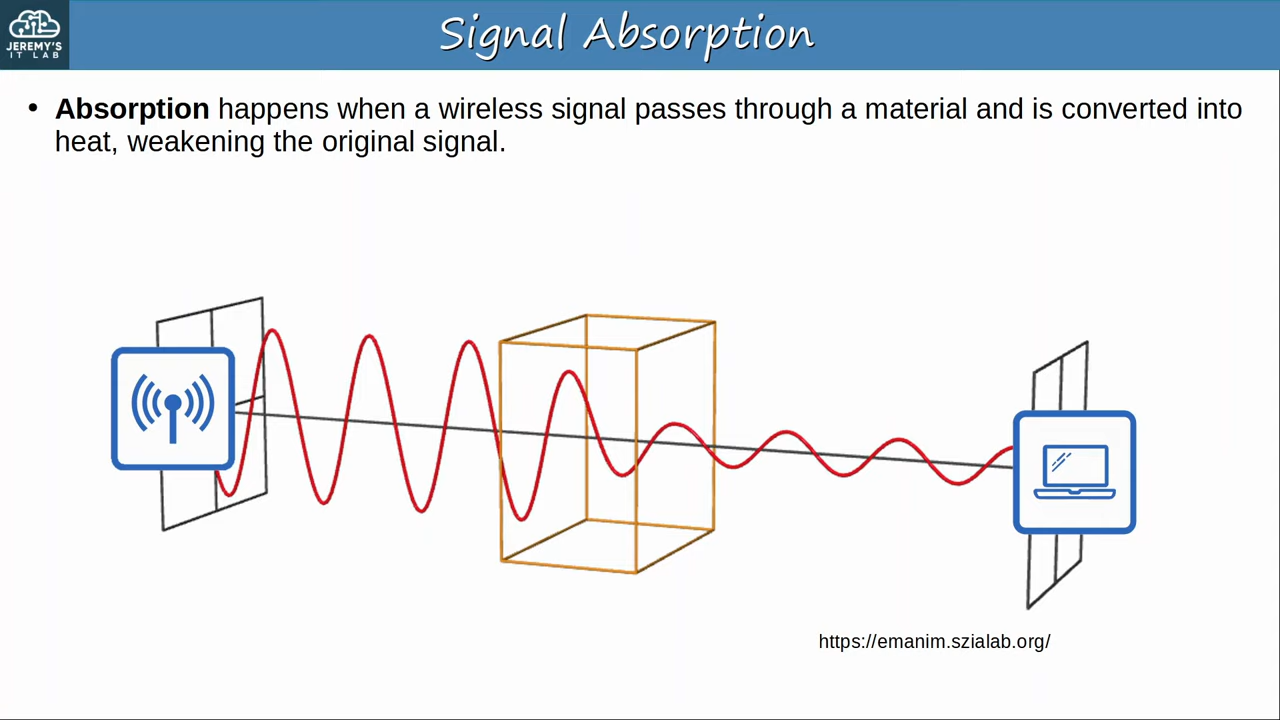 JEREMY'S
IT LAB
Signal Absorption
• Absorption happens when a wireless signal passes through a material and is converted into
heat, weakening the original signal.
https://emanim.szialab.org/